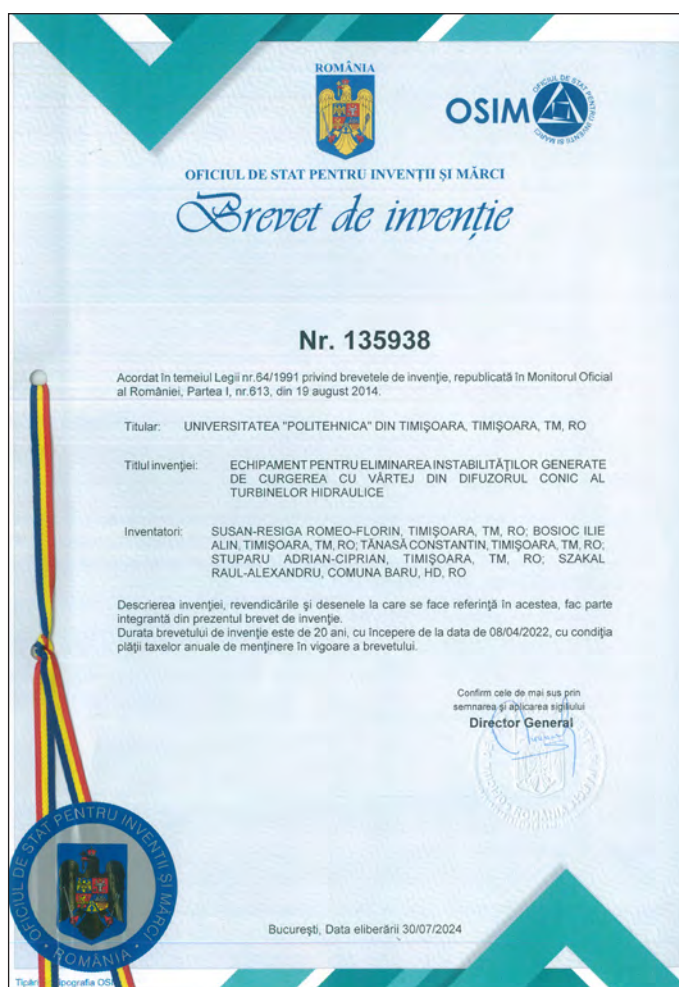 ROMÂNIA
OSIM
OFICIUL DE STAT PENTRU INVENȚII ȘI MĂRCI
OFICIUL DE STAT PENTRU INVENȚII ȘI MĂRCI
Brevet de invenție
Nr. 135938
Acordat în temeiul Legii nr.64/1991 privind brevetele de invenție, republicată în Monitorul Oficial
al României, Partea I, nr.613, din 19 august 2014.
Titular: UNIVERSITATEA "POLITEHNICA" DIN TIMIȘOARA, TIMIȘOARA, TM, RO
Titlul invenției: ECHIPAMENT PENTRU ELIMINAREA INSTABILITĂȚILOR GENERATE
DE CURGEREA CU VÂRTEJ DIN DIFUZORUL CONIC AL
TURBINELOR HIDRAULICE
Inventatori: SUSAN-RESIGA ROMEO-FLORIN, TIMIȘOARA, TM, RO; BOSIOC ILIE
ALIN, TIMIȘOARA, TM, RO; TĂNASĂ CONSTANTIN, TIMIȘOARA, TM, RO;
STUPARU ADRIAN-CIPRIAN, TIMIȘOARA, TM, RO; SZAKAL
RAUL-ALEXANDRU, COMUNA BARU, HD, RO
Descrierea invenției, revendicările și desenele la care se face referință în acestea, fac parte
integrantă din prezentul brevet de invenție.
Durata brevetului de invenție este de 20 ani, cu începere de la data de 08/04/2022, cu condiția
plății taxelor anuale de menținere în vigoare a brevetului.
Confirm cele de mai sus prin
semnarea și aplicarea sigiliului
Director General
OFICIUL DE STAT PENTRU INVENȚII ȘI MĂRCI
ROMÂNIA
București, Data eliberării 30/07/2024